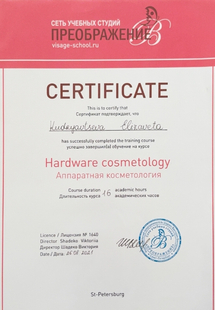 СЕТЬ УЧЕБНЫХ СТУДИЙ
ПРЕОБРАЖЕНИЕ
visage-school.ru
CERTIFICATE
This is to certify that
Сертификат подтверждает, что
Kudryavtseva Elizaveta
has successfully completed the training course
успешно завершил(а) обучение на курсе
Hardware cosmetology
Аппаратная косметология
Course duration 16 academic hours
Длительность курса академических часов
Licence / Лицензия № 1440
Director Shadeko Viktoria
Директор Виктория
Date / Дата: 2021
St-Petersburg